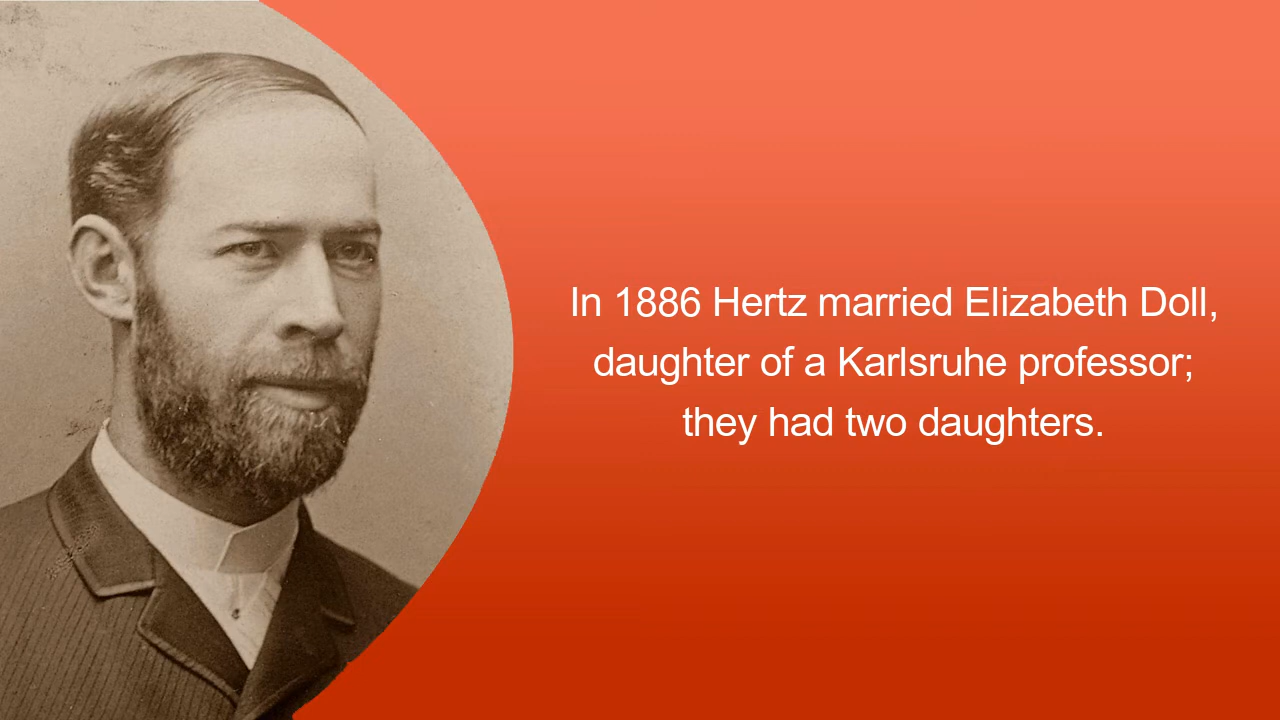 In 1886 Hertz married Elizabeth Doll,
daughter of a Karlsruhe professor;
they had two daughters.